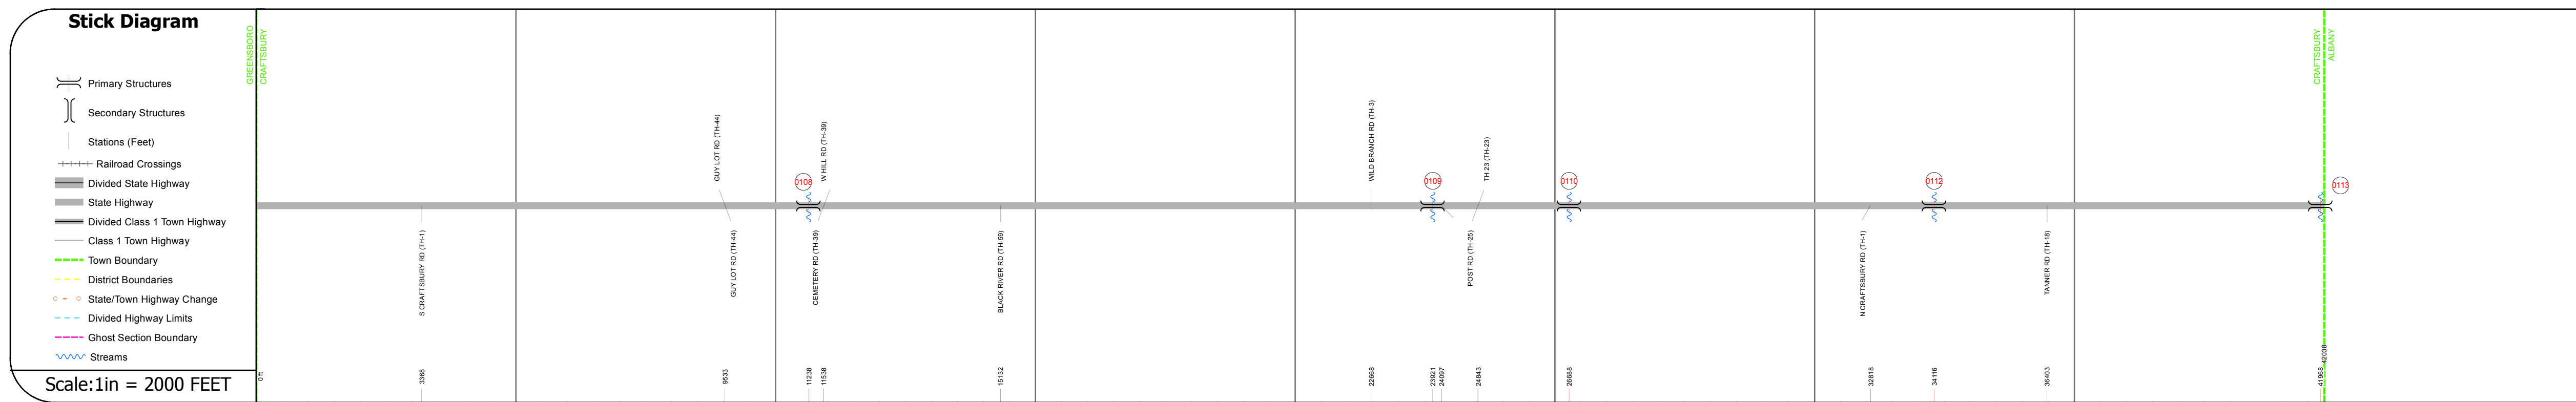 Stick Diagram
Primary Structures
Secondary Structures
Stations (Feet)
Railroad Crossings
Divided State Highway
State Highway
Divided Class 1 Town Highway
Class 1 Town Highway
Town Boundary
District Boundaries
State/Town Highway Change
Divided Highway Limits
Ghost Section Boundary
Streams
Scale:1in = 2000 FEET
GREENSBORO
CRAFTSBURY
CRAFTSBURY
ALBANY
GUY LOT RD (TH-44)
W HILL RD (TH-39)
WILD BRANCH RD (TH-3)
TH 23 (TH-23)
0108
0109
0110
0112
0113
S CRAFTSBURY RD (TH-1)
GUY LOT RD (TH-44)
CEMETERY RD (TH-39)
BLACK RIVER RD (TH-59)
POST RD (TH-25)
N CRAFTSBURY RD (TH-1)
TANNER RD (TH-18)
0 ft
3368
9533
11238
11538
15132
22668
23921
24097
24843
26688
32818
34116
36403
41968
42038